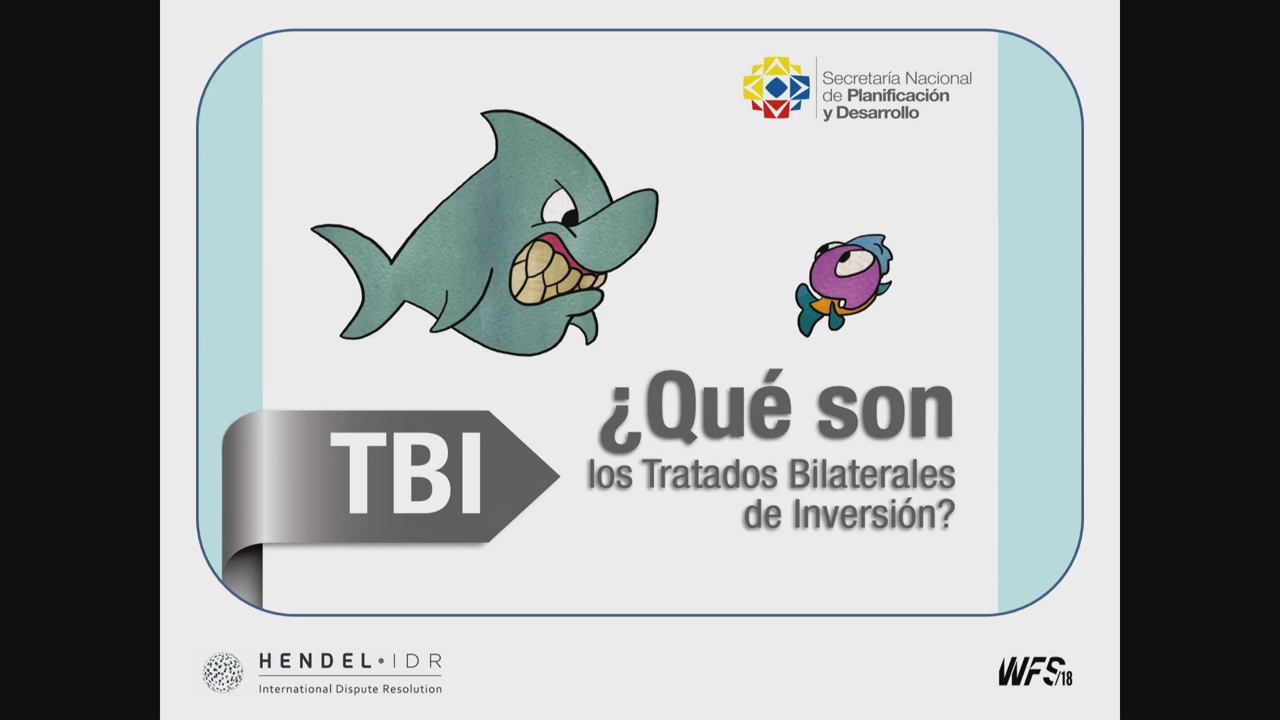 Secretaría Nacional
de Planificación
y Desarrollo
¿Qué son
TBI
los Tratados Bilaterales
de Inversión?
HENDEL • IDR
International Dispute Resolution
WFS/18